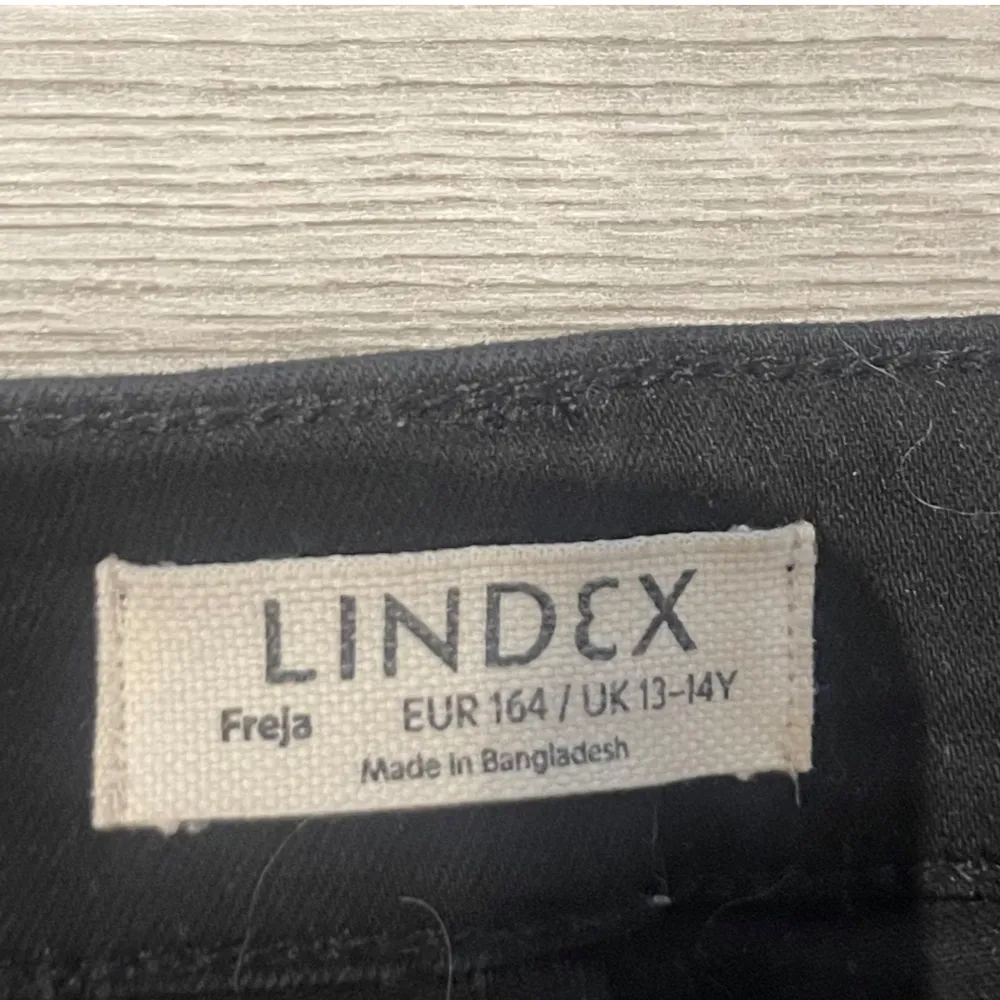 LINDEX
Freja EUR 164 / UK 13-14Y
Made in Bangladesh